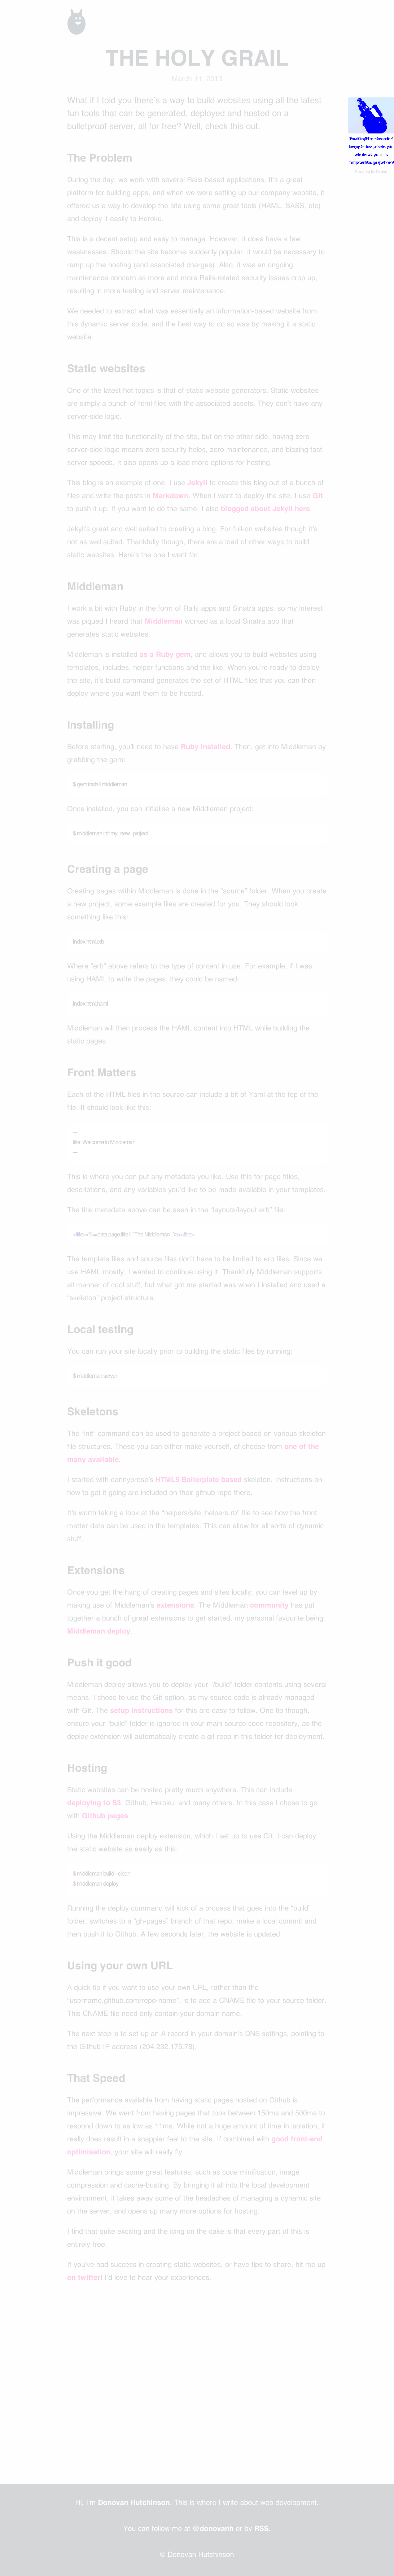 THE HOLY GRAIL
March 11, 2013
What if I told you there's a way to build websites using all the latest
fun tools that can be generated, deployed and hosted on a
bulletproof server, all for free? Well, check this out.
The Problem
During the day, we work with several Rails-based applications. It's a great
platform for building apps, and when we were setting up our company website, it
offered us a way to develop the site using some great tools (HAML, SASS, etc)
and deploy it easily to Heroku.
This is a decent setup and easy to manage. However, it does have a few
weaknesses. Should the site become suddenly popular, it would be necessary to
ramp up the hosting (and associated charges). Also, it was an ongoing
maintenance concern as more and more Rails-related security issues crop up,
resulting in more testing and server maintenance.
We needed to extract what was essentially an information-based website from
this dynamic server code, and the best way to do so was by making it a static
website.
Static websites
One of the latest hot topics is that of static website generators. Static websites
are simply a bunch of html files with the associated assets. They don't have any
server-side logic.
This may limit the functionality of the site, but on the other side, having zero
server-side logic means zero security holes, zero maintenance, and blazing fast
server speeds. It also opens up a load more options for hosting.
This blog is an example of one. I use Jekyll to create this blog out of a bunch of
files and write the posts in Markdown. When I want to deploy the site, I use Git
to push it up. If you want to do the same, I also blogged about Jekyll here.
Jekyll's great and well suited to creating a blog. For full-on websites though it's
not as well suited. Thankfully though, there are a load of other ways to build
static websites. Here's the one I went for.
Middleman
I work a bit with Ruby in the form of Rails apps and Sinatra apps, so my interest
was piqued I heard that Middleman worked as a local Sinatra app that
generates static websites.
Middleman is installed as a Ruby gem, and allows you to build websites using
templates, includes, helper functions and the like. When you're ready to deploy
the site, it's build command generates the set of HTML files that you can then
deploy where you want them to be hosted.
Installing
Before starting, you'll need to have Ruby installed. Then, get into Middleman by
grabbing the gem:
$ gem install middleman
Once installed, you can initialise a new Middleman project:
$ middleman init my_new_project
Creating a page
Creating pages within Middleman is done in the "source" folder. When you create
a new project, some example files are created for you. They should look
something like this:
index.html.erb
Where "erb" above refers to the type of content in use. For example, if I was
using HAML to write the pages, they could be named:
index.html.haml
Middleman will then process the HAML content into HTML while building the
static pages.
Front Matters
Each of the HTML files in the source can include a bit of Yaml at the top of the
file. It should look like this:
---
title: Welcome to Middleman
---
This is where you can put any metadata you like. Use this for page titles,
descriptions, and any variables you'd like to be made available in your templates.
The title metadata above can be seen in the "layouts/layout.erb" file:
<title><%= data.page.title || "The Middleman" %></title>
The template files and source files don't have to be limited to erb files. Since we
use HAML mostly, I wanted to continue using it. Thankfully Middleman supports
all manner of cool stuff, but what got me started was when I installed and used a
"skeleton" project structure.
Local testing
You can run your site locally prior to building the static files by running:
$ middleman server
Skeletons
The "init" command can be used to generate a project based on various skeleton
file structures. These you can either make yourself, of choose from one of the
many available.
I started with dannyprose's HTML5 Boilerplate based skeleton. Instructions on
how to get it going are included on their github repo there.
It's worth taking a look at the "helpers/site_helpers.rb" file to see how the front
matter data can be used in the templates. This can allow for all sorts of dynamic
stuff.
Extensions
Once you get the hang of creating pages and sites locally, you can level up by
making use of Middleman's extensions. The Middleman community has put
together a bunch of great extensions to get started, my personal favourite being
Middleman deploy.
Push it good
Middleman deploy allows you to deploy your "/build" folder contents using several
means. I chose to use the Git option, as my source code is already managed
with Git. The setup instructions for this are easy to follow. One tip though,
ensure your "build" folder is ignored in your main source code repository, as the
deploy extension will automatically create a git repo in this folder for deployment.
Hosting
Static websites can be hosted pretty much anywhere. This can include
deploying to S3, Github, Heroku, and many others. In this case I chose to go
with Github pages.
Using the Middleman deploy extension, which I set up to use Git, I can deploy
the static website as easily as this:
$ middleman build --clean
$ middleman deploy
Running the deploy command will kick of a process that goes into the "build"
folder, switches to a "gh-pages" branch of that repo, make a local commit and
then push it to Github. A few seconds later, the website is updated.
Using your own URL
A quick tip if you want to use your own URL, rather than the
"username.github.com/repo-name", is to add a CNAME file to your source folder.
This CNAME file need only contain your domain name.
The next step is to set up an A record in your domain's DNS settings, pointing to
the Github IP address (204.232.175.78).
That Speed
The performance available from having static pages hosted on Github is
impressive. We went from having pages that took between 150ms and 500ms to
respond down to as low as 11ms. While not a huge amount of time in isolation, it
really does result in a snappier feel to the site. If combined with good front-end
optimisation, your site will really fly.
Middleman brings some great features, such as code minification, image
compression and cache-busting. By bringing it all into the local development
environment, it takes away some of the headaches of managing a dynamic site
on the server, and opens up many more options for hosting.
I find that quite exciting and the icing on the cake is that every part of this is
entirely free.
If you've had success in creating static websites, or have tips to share, hit me up
on twitter! I'd love to hear your experiences.
Hi, I'm Donovan Hutchinson. This is where I write about web development.
You can follow me at @donovanh or by RSS.
© Donovan Hutchinson